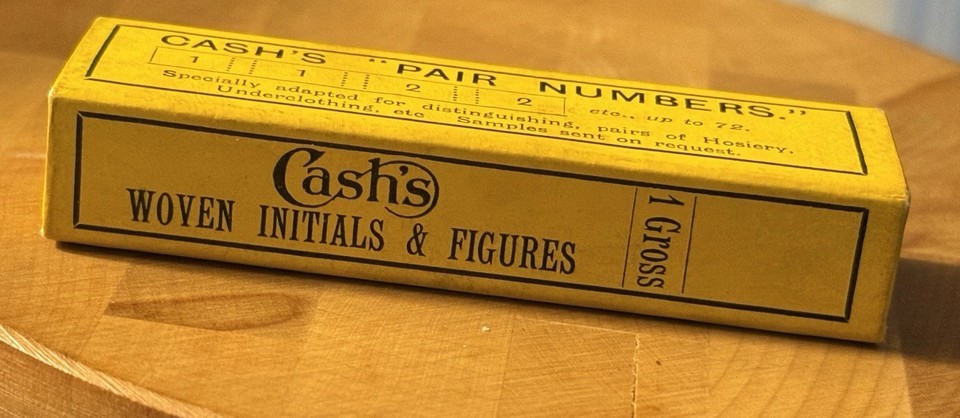 CASH'S "PAIR NUMBERS."
1 1 2 2 etc., up to 72.
Specially adapted for distinguishing, pairs of Hosiery,
Underclothing, etc Samples sent on request.
Cash's
WOVEN INITIALS & FIGURES
1 Gross